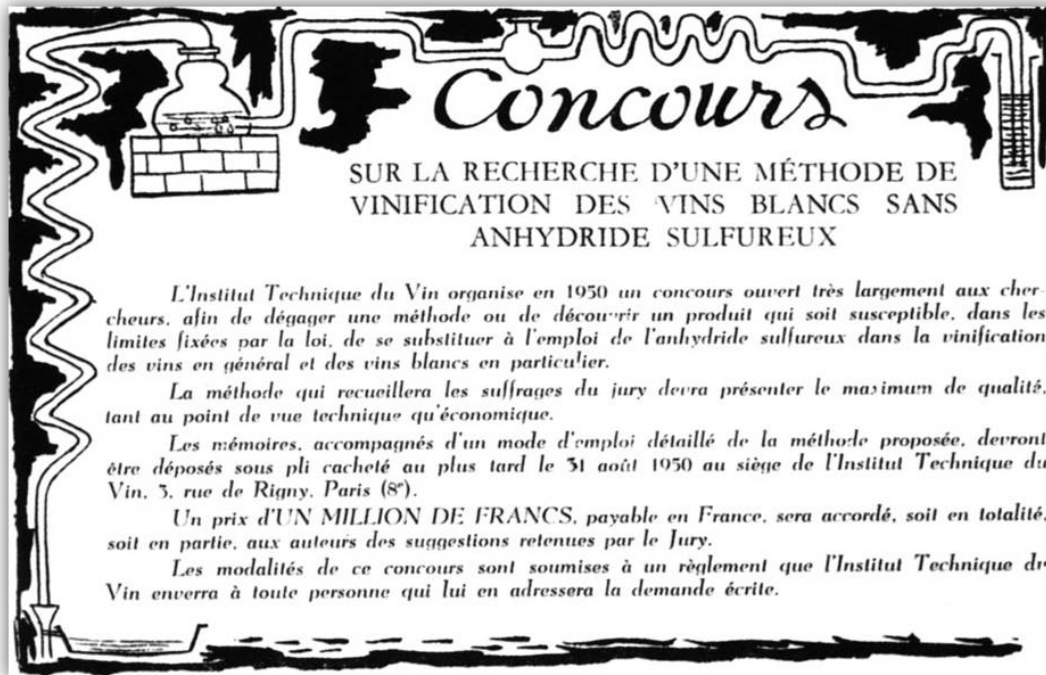 Concours
SUR LA RECHERCHE D'UNE MÉTHODE DE
VINIFICATION DES VINS BLANCS SANS
ANHYDRIDE SULFUREUX
L'Institut Technique du Vin organise en 1950 un concours ouvert très largement aux cher-
cheurs, afin de dégager une méthode ou de découvrir un produit qui soit susceptible, dans les
limites fixées par la loi, de se substituer à l'emploi de l'anhydride sulfureux dans la vinification
des vins en général et des vins blancs en particulier.
La méthode qui recueillera les suffrages du jury devra présenter le maximum de qualité,
tant au point de vue technique qu'économique.
Les mémoires, accompagnés d'un mode d'emploi détaillé de la méthode proposée, devront
être déposés sous pli cacheté au plus tard le 31 août 1950 au siège de l'Institut Technique du
Vin, 3, rue de Rigny, Paris (8e).
Un prix d'UN MILLION DE FRANCS, payable en France, sera accordé, soit en totalité,
soit en partie, aux auteurs des suggestions retenues par le Jury.
Les modalités de ce concours sont soumises à un règlement que l'Institut Technique du
Vin enverra à toute personne qui lui en adressera la demande écrite.